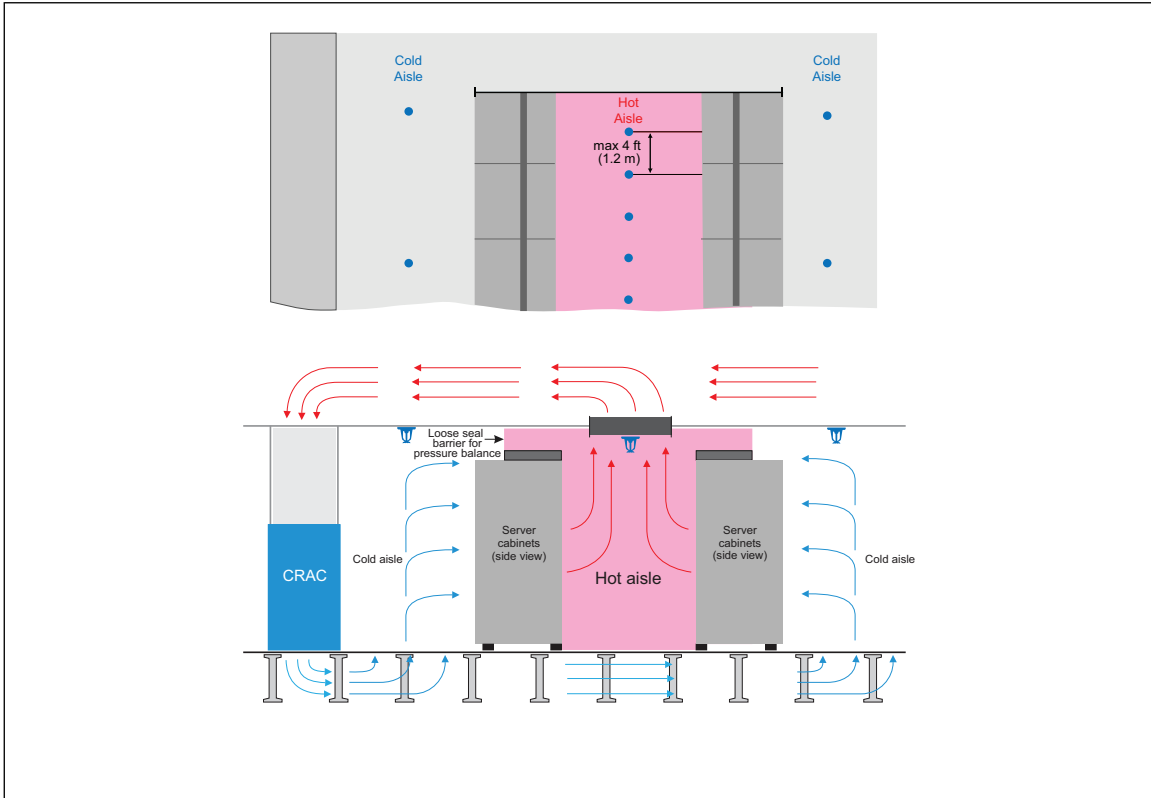 Cold
Aisle
Cold
Aisle
Hot
Aisle
max 4 ft
(1.2 m)
Loose seal
barrier for
pressure balance
Server
cabinets
(side view)
Server
cabinets
(side view)
Cold aisle
Cold aisle
CRAC
Hot aisle